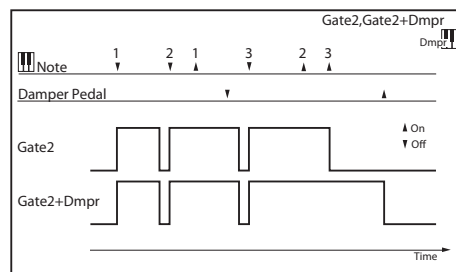 Gate2,Gate2+Dmpr
Dmpr
1 2 1 3 2 3
Note
Damper Pedal
Gate2
On
Off
Gate2+Dmpr
Time